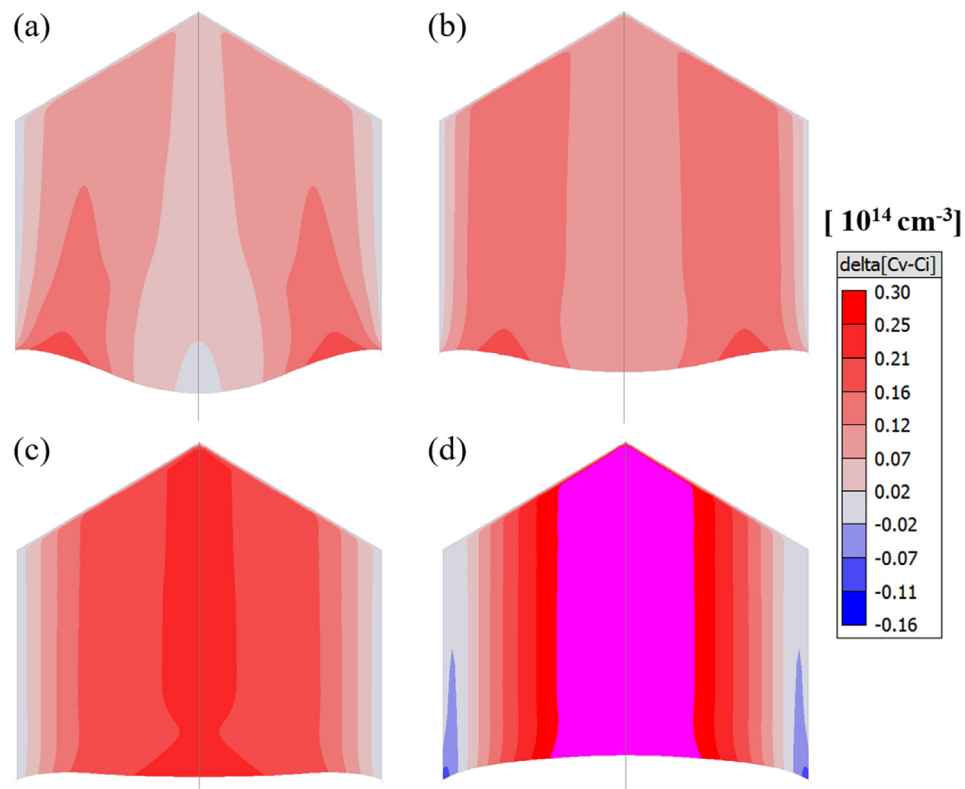 (a)
(b)
[ 10¹⁴ cm⁻³]
delta[Cv-Ci]
0.30
0.25
0.21
0.16
0.12
0.07
0.02
-0.02
-0.07
-0.11
-0.16
(c)
(d)